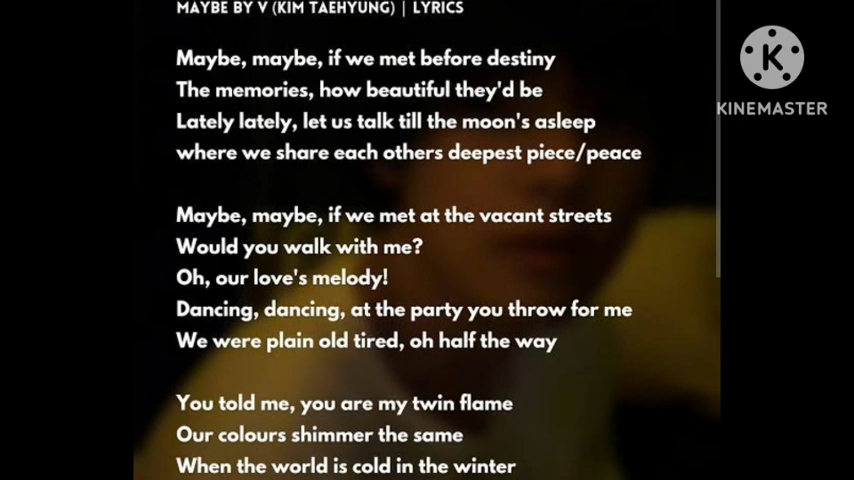 MAYBE BY V (KIM TAEHYUNG) | LYRICS
Maybe, maybe, if we met before destiny
The memories, how beautiful they'd be
Lately lately, let us talk till the moon's asleep
where we share each others deepest piece/peace
Maybe, maybe, if we met at the vacant streets
Would you walk with me?
Oh, our love's melody!
Dancing, dancing, at the party you throw for me
We were plain old tired, oh half the way
You told me, you are my twin flame
Our colours shimmer the same
When the world is cold in the winter
K
KINEMASTER